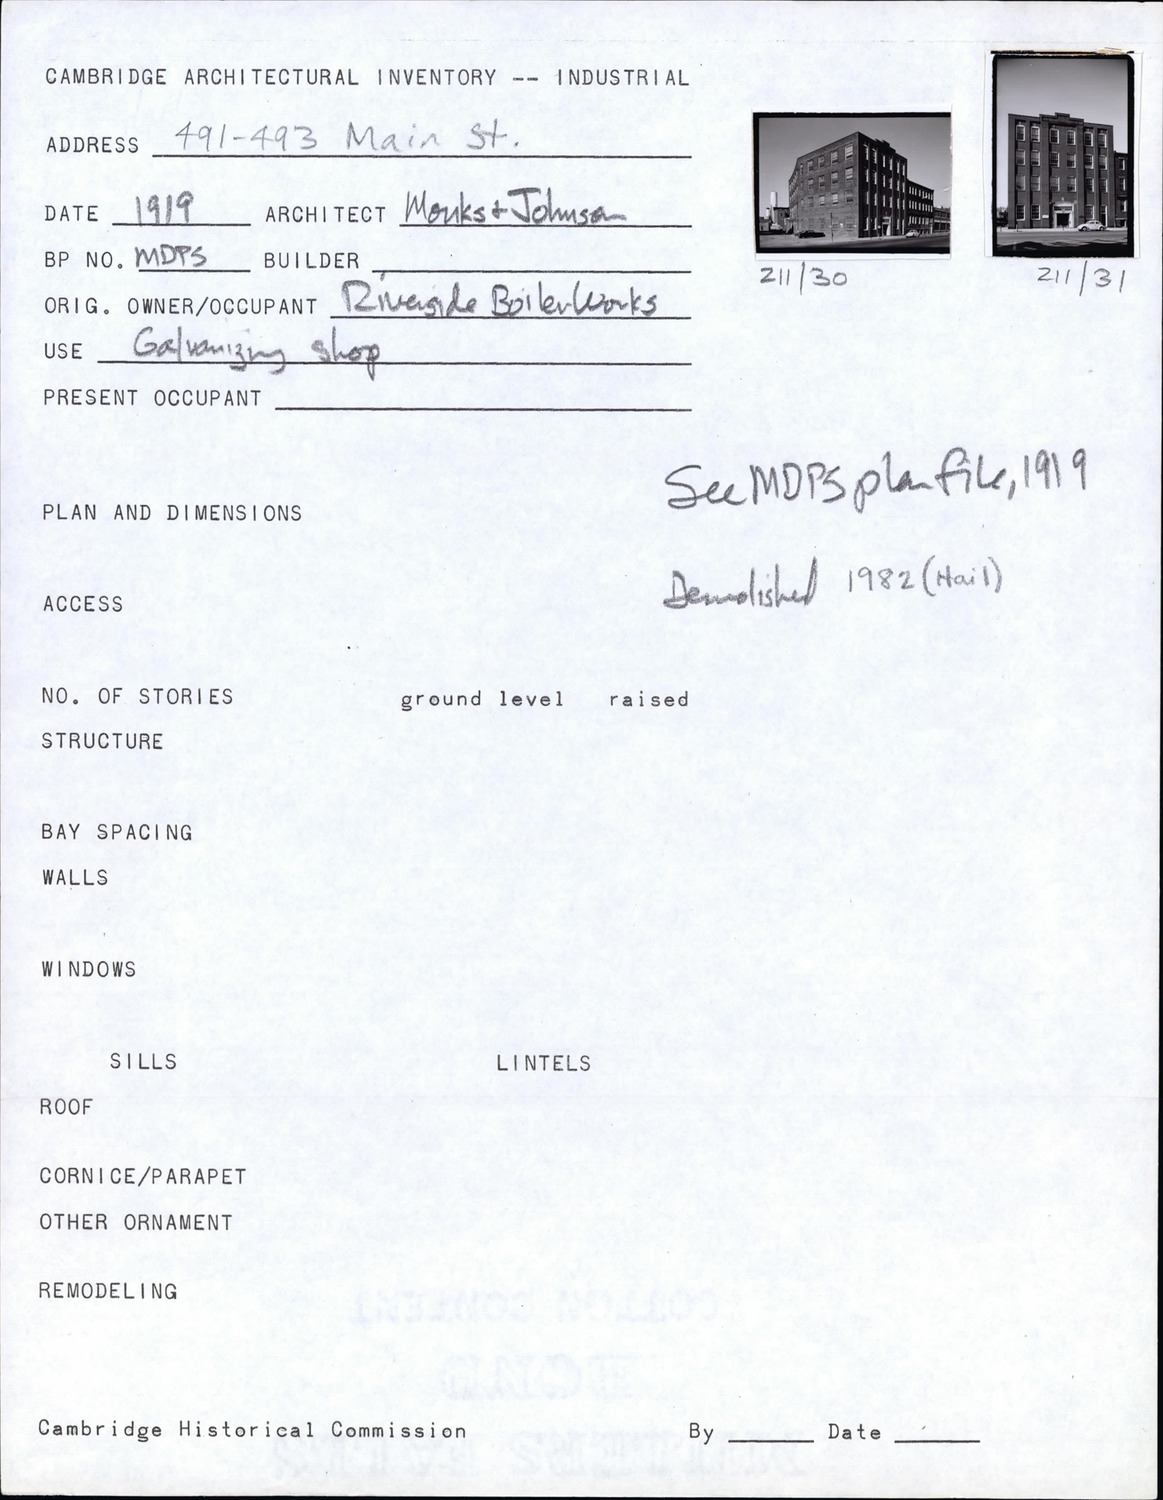 CAMBRIDGE ARCHITECTURAL INVENTORY -- INDUSTRIAL
ADDRESS 491-493 Main St.
DATE 1919 ARCHITECT Monks + Johnson
BP NO. MDPS BUILDER
ORIG. OWNER/OCCUPANT Riverside Boiler Works
USE Galvanizing shop
PRESENT OCCUPANT
211/30
211/31
See MDPS plan file, 1919
PLAN AND DIMENSIONS
Demolished 1982 (Hail)
ACCESS
NO. OF STORIES ground level raised
STRUCTURE
BAY SPACING
WALLS
WINDOWS
SILLS LINTELS
ROOF
CORNICE/PARAPET
OTHER ORNAMENT
REMODELING
COTTON CONTENT
Cambridge Historical Commission By Date